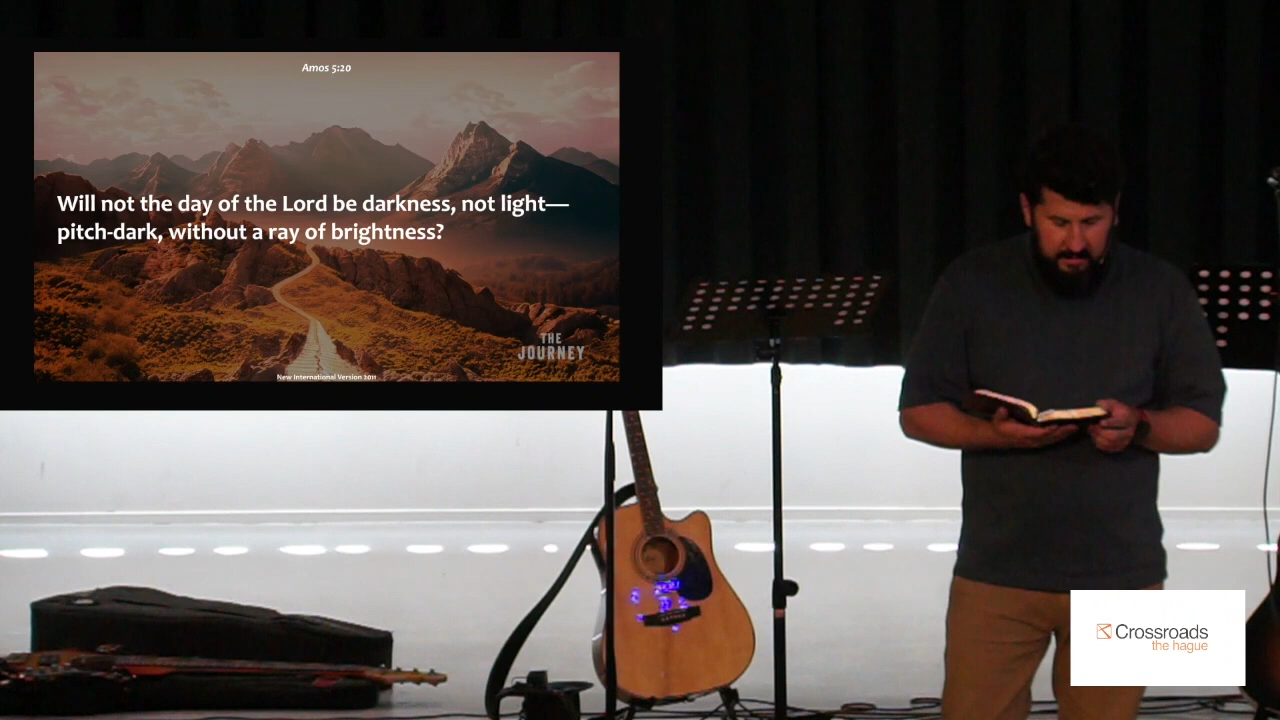 Amos 5:20
Will not the day of the Lord be darkness, not light—
pitch-dark, without a ray of brightness?
THE
JOURNEY
New International Version 2011
Crossroads
the hague